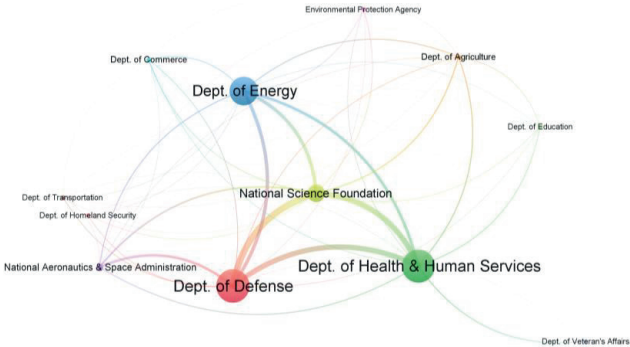 Environmental Protection Agency
Dept. of Commerce
Dept. of Agriculture
Dept. of Energy
Dept. of Education
National Science Foundation
Dept. of Transportation
Dept. of Homeland Security
National Aeronautics & Space Administration
Dept. of Health & Human Services
Dept. of Defense
Dept. of Veteran's Affairs